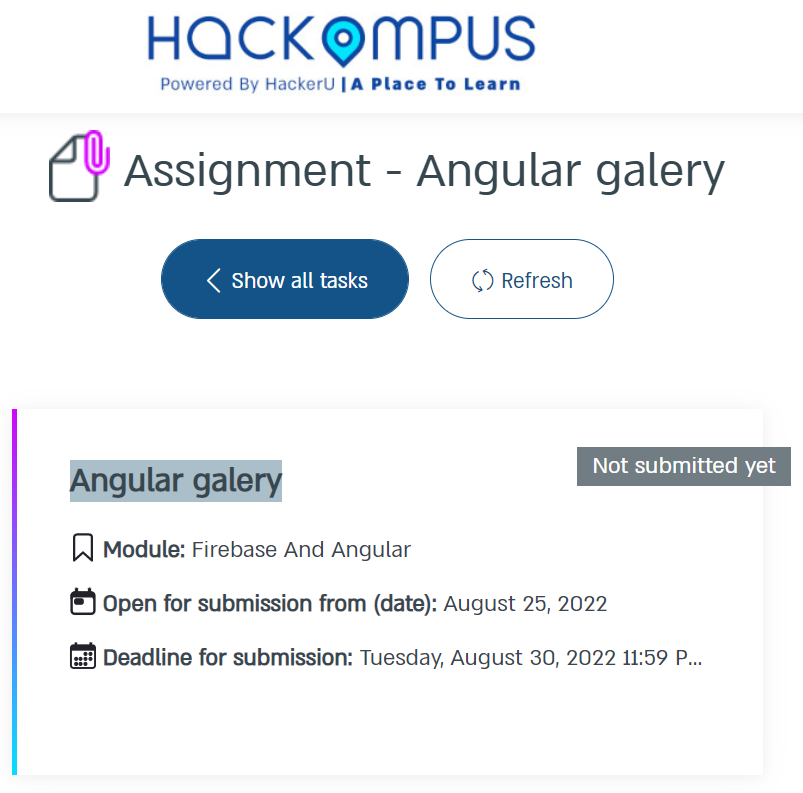 HACKOMPUS
Powered By HackerU | A Place To Learn
Assignment - Angular galery
Show all tasks
Refresh
Not submitted yet
Angular galery
Module: Firebase And Angular
Open for submission from (date): August 25, 2022
Deadline for submission: Tuesday, August 30, 2022 11:59 P...